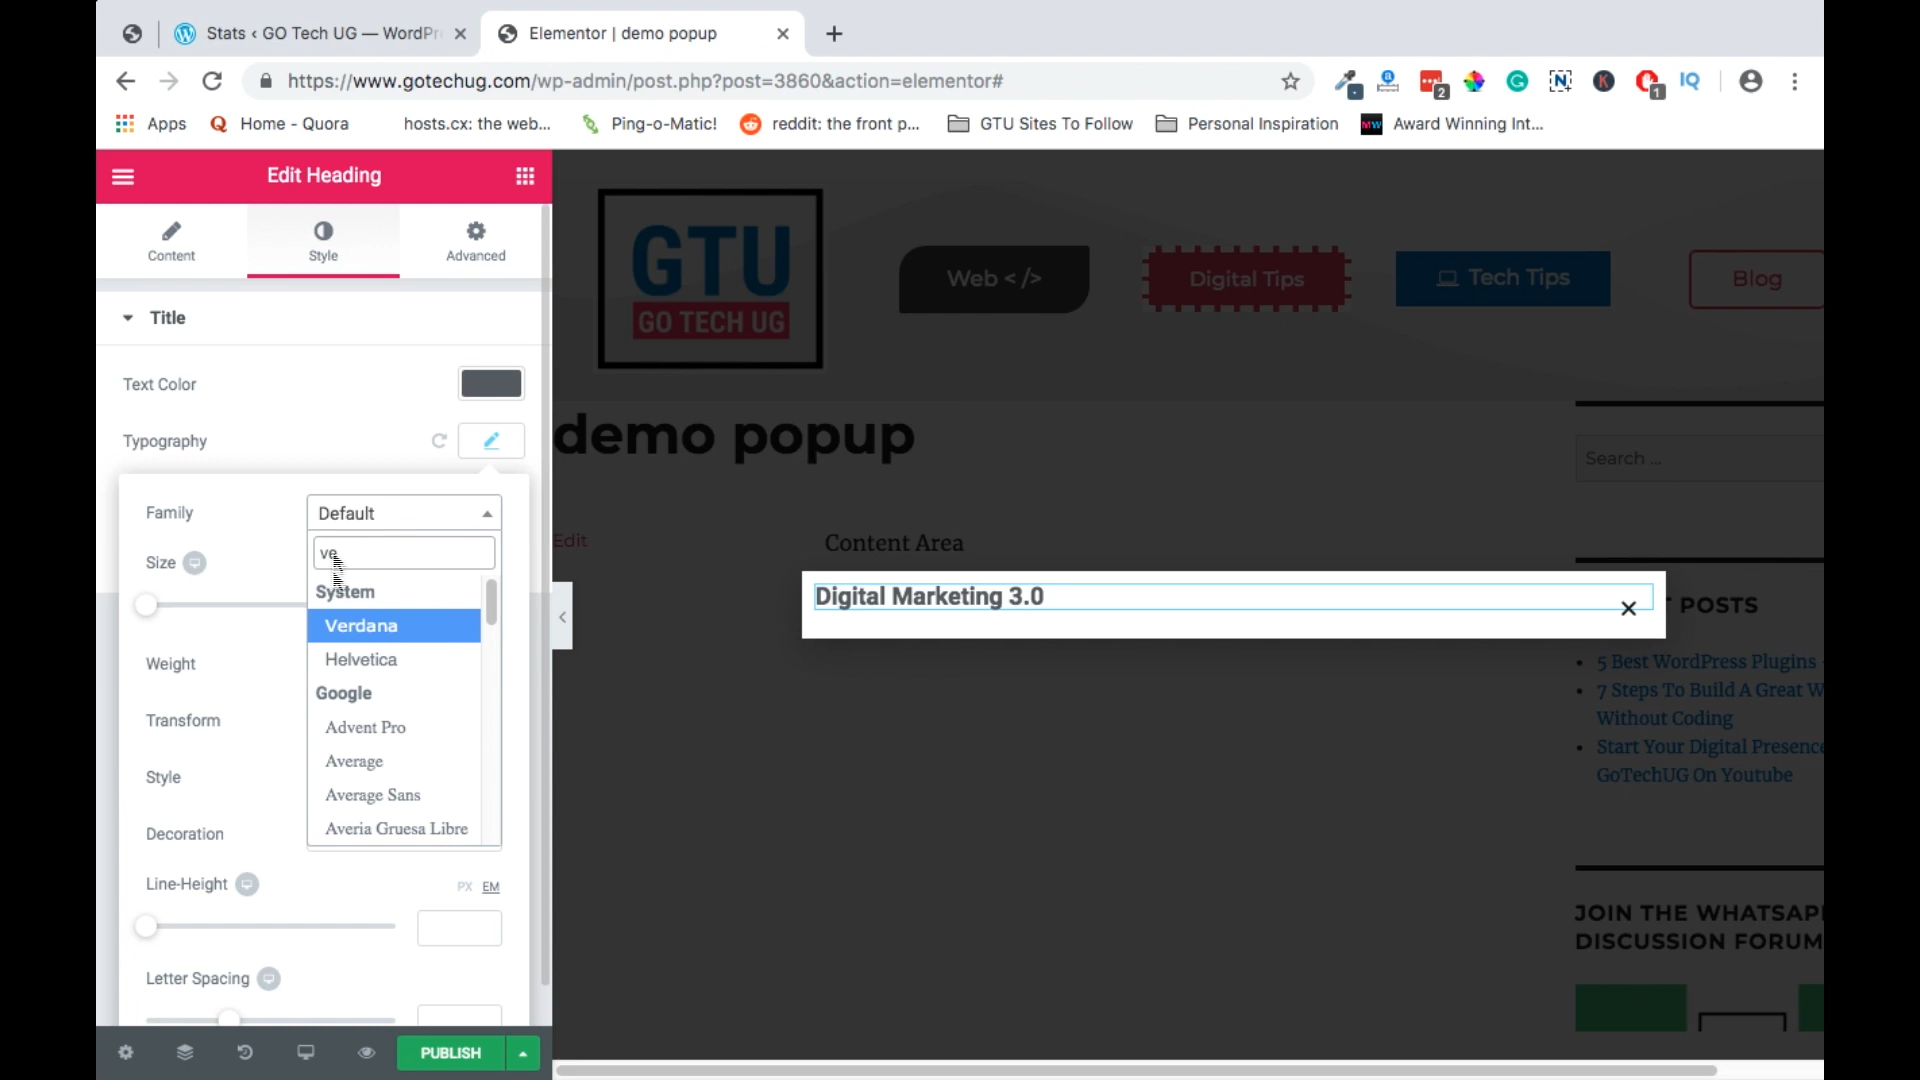 Stats ‹ GO Tech UG — WordPr
Elementor | demo popup
https://www.gotechug.com/wp-admin/post.php?post=3860&action=elementor#
2
1
Apps
Home - Quora
hosts.cx: the web...
Ping-o-Matic!
reddit: the front p...
GTU Sites To Follow
Personal Inspiration
Award Winning Int...
Edit Heading
Content
Style
Advanced
Title
Text Color
Typography
Family
Default
ve
Size
System
Verdana
Helvetica
Google
Advent Pro
Average
Average Sans
Averia Gruesa Libre
Weight
Transform
Style
Decoration
Line-Height
PX
EM
Letter Spacing
PUBLISH
GTU
GO TECH UG
Web </>
Digital Tips
Tech Tips
Blog
demo popup
Search ...
Edit
Content Area
Digital Marketing 3.0
POSTS
5 Best WordPress Plugins
7 Steps To Build A Great W
Without Coding
Start Your Digital Presence
GoTechUG On Youtube
JOIN THE WHATSAP
DISCUSSION FORUM